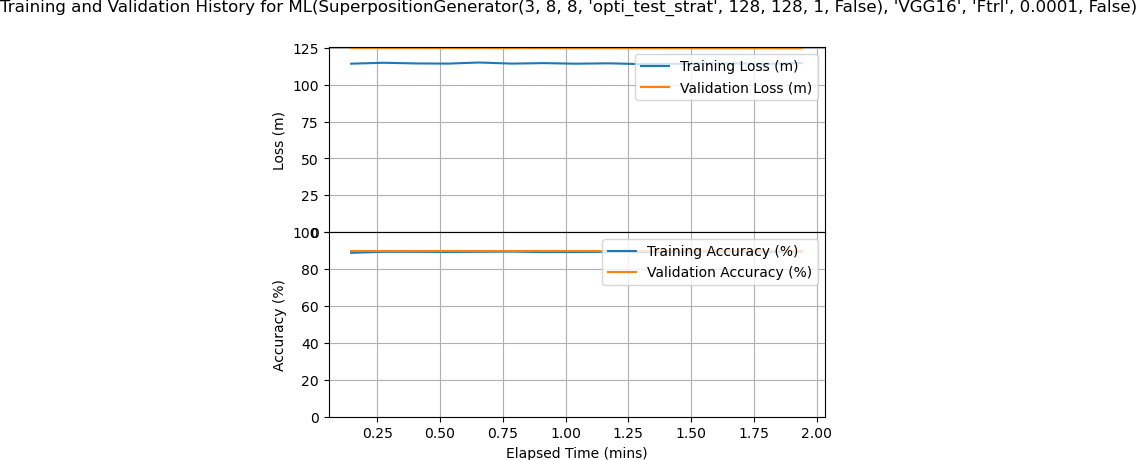 Training and Validation History for ML(SuperpositionGenerator(3, 8, 8, 'opti_test_strat', 128, 128, 1, False), 'VGG16', 'Ftrl', 0.0001, False)
125
100
75
50
25
0
Loss (m)
Training Loss (m)
Validation Loss (m)
100
80
60
40
20
0
Accuracy (%)
Training Accuracy (%)
Validation Accuracy (%)
0.25 0.50 0.75 1.00 1.25 1.50 1.75 2.00
Elapsed Time (mins)